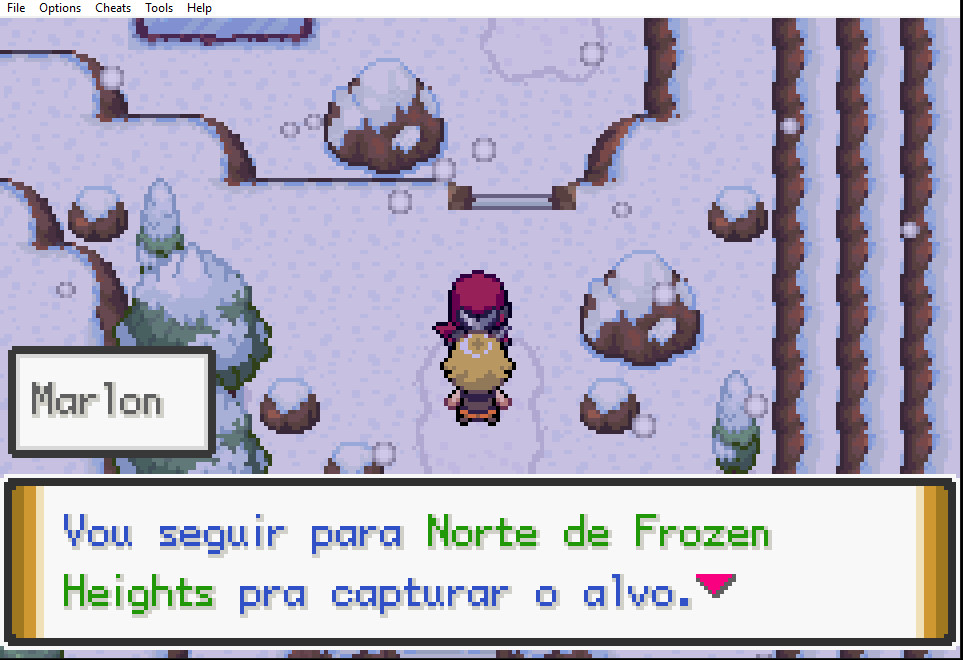 File Options Cheats Tools Help
Marlon
Vou seguir para Norte de Frozen
Heights pra capturar o alvo.